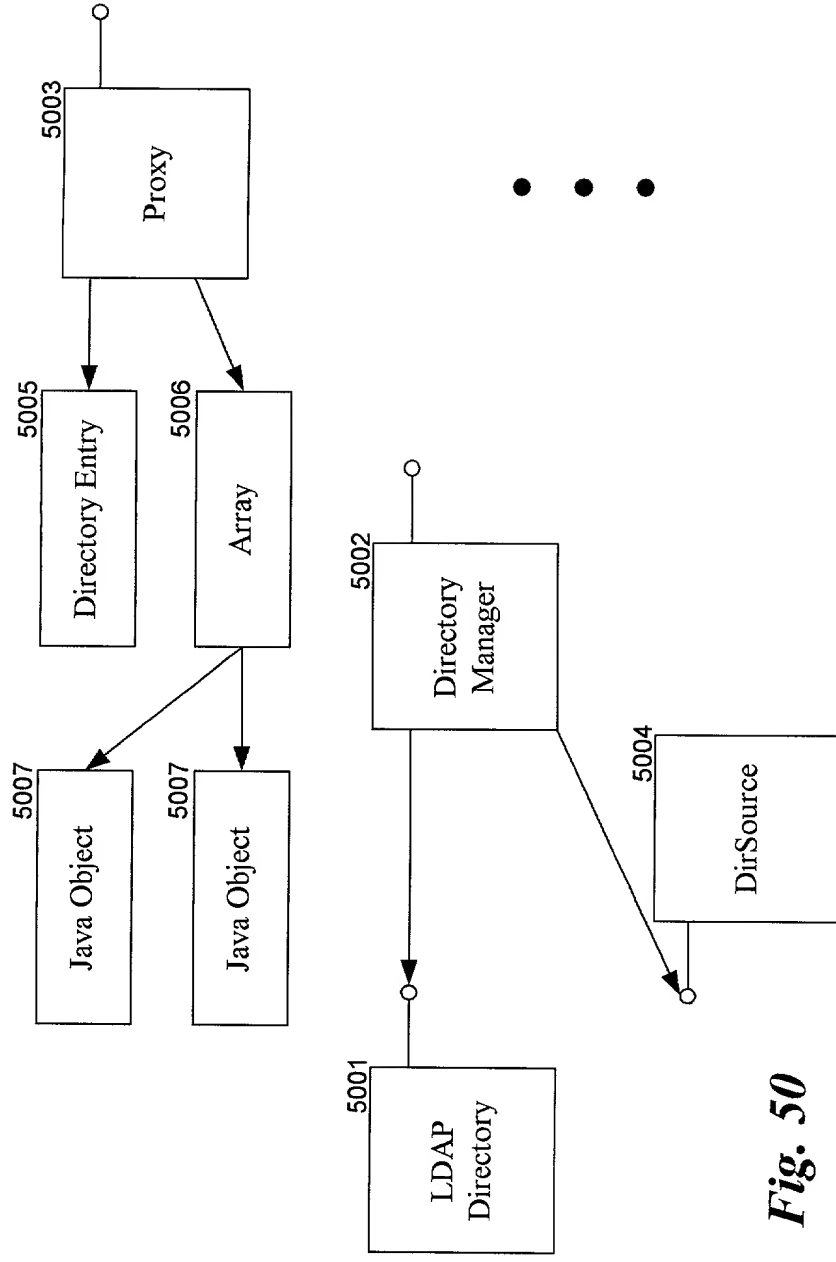 5001
LDAP
Directory
5007
Java Object
5007
Java Object
5002
Directory
Manager
5004
DirSource
5005
Directory Entry
5006
Array
5003
Proxy
Fig. 50